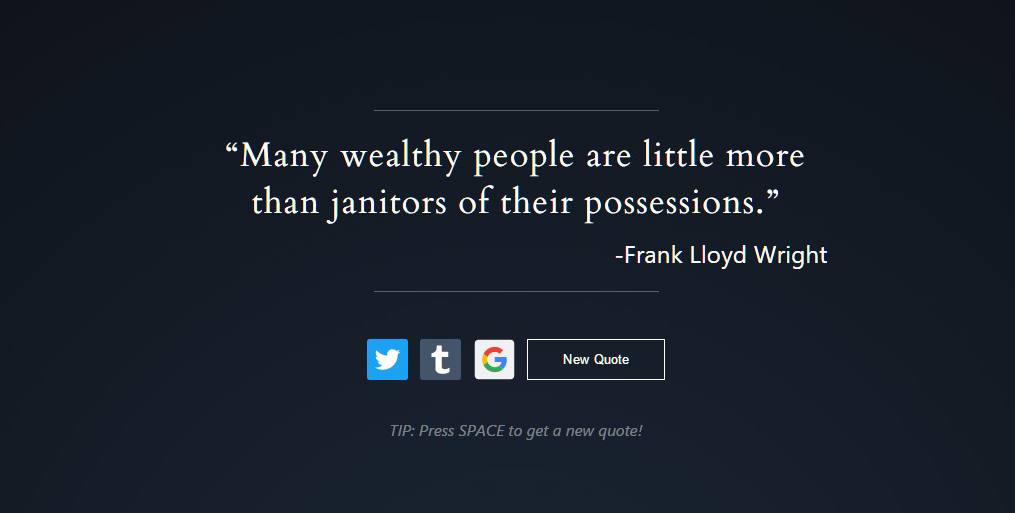 “Many wealthy people are little more
than janitors of their possessions.”
-Frank Lloyd Wright
New Quote
TIP: Press SPACE to get a new quote!